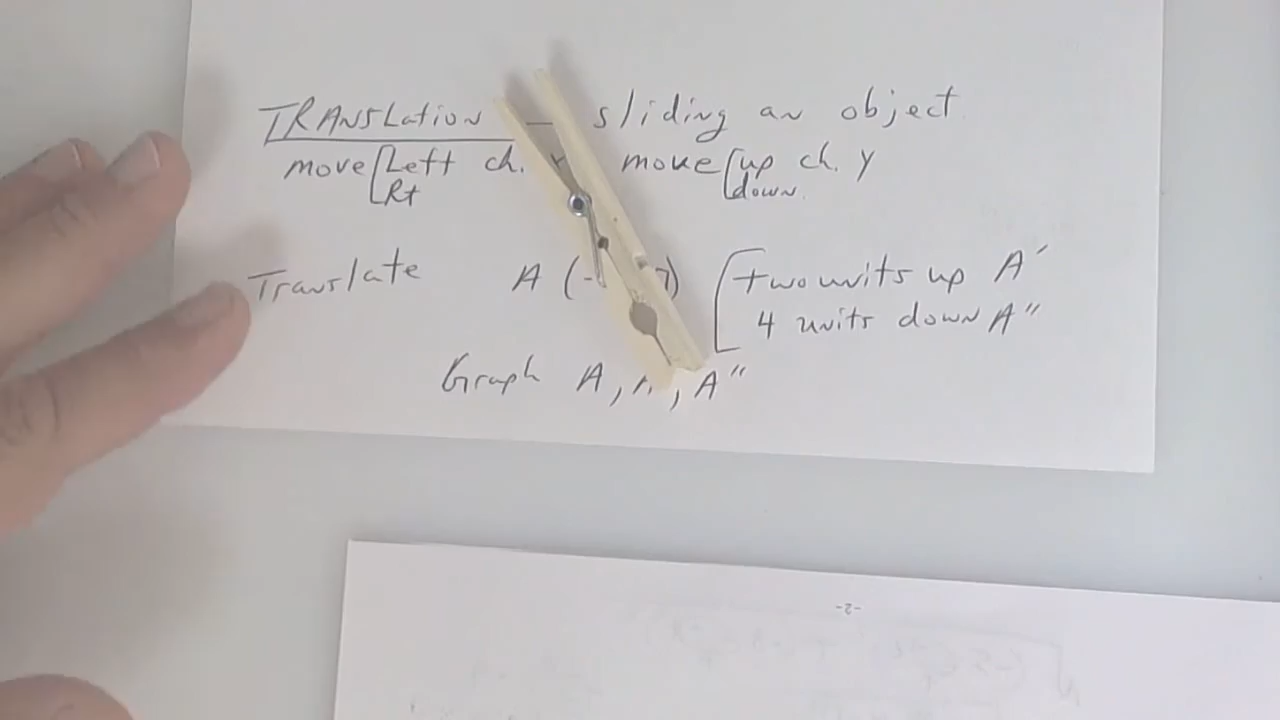 TRANSLATION — sliding an object
move [Left ch. move [up ch. y
Rt down
Translate A (- 7) [two units up A'
4 units down A"
Graph A, , A"
-2-